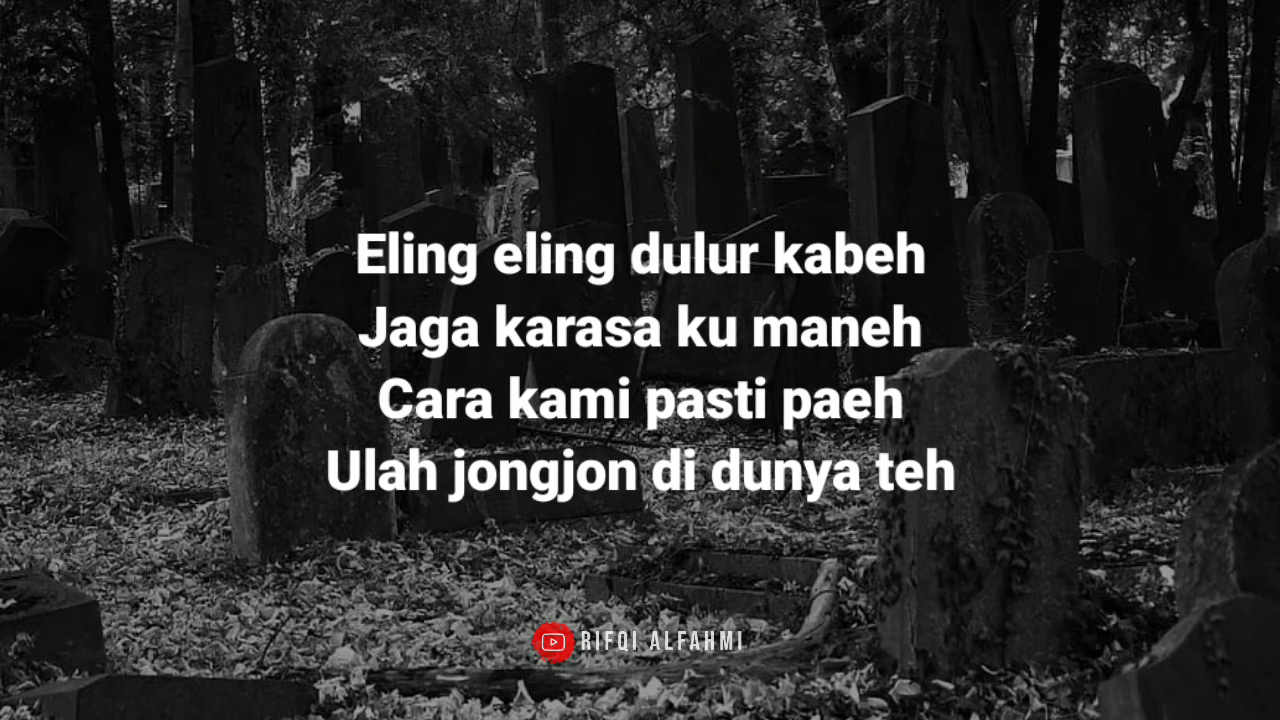 Eling eling dulur kabeh
Jaga karasa ku maneh
Cara kami pasti paeh
Ulah jongjon di dunya teh
RIFQI ALFAHMI